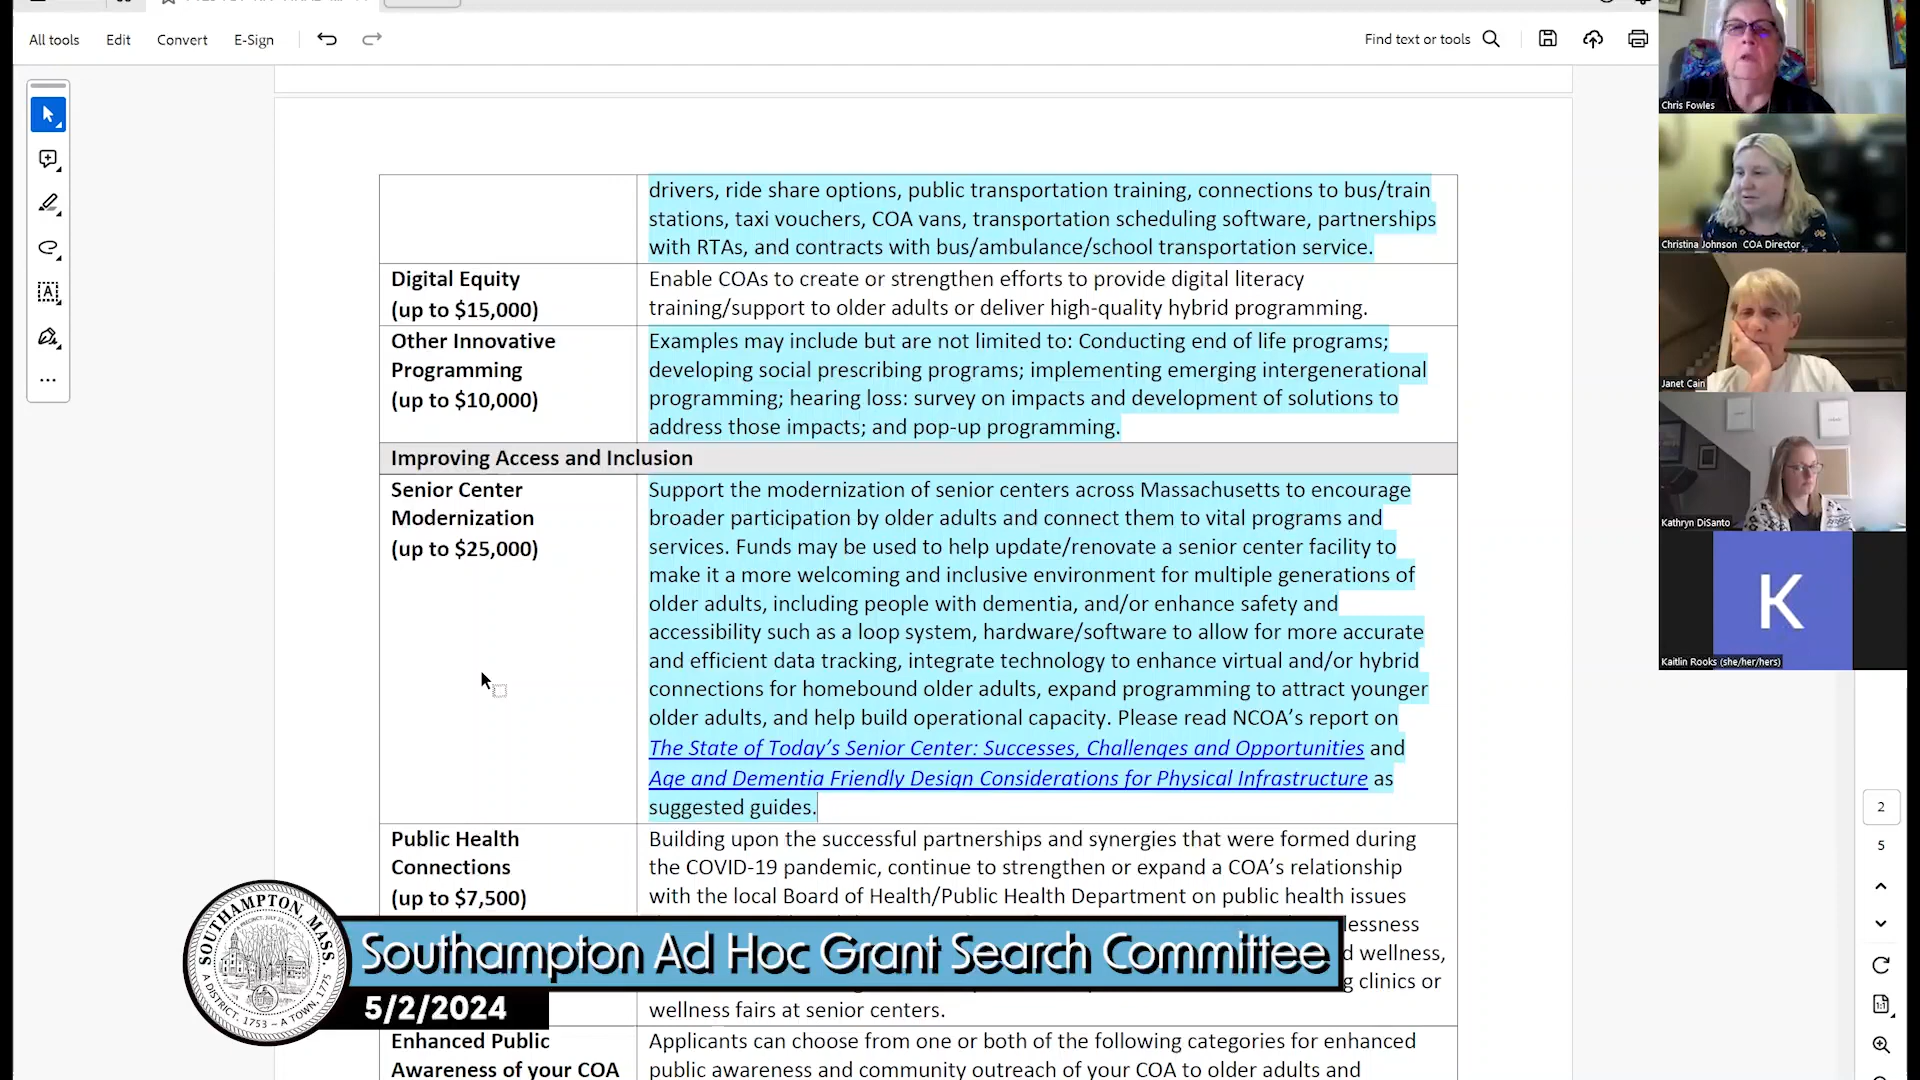 All tools
Edit
Convert
E-Sign
Find text or tools
drivers, ride share options, public transportation training, connections to bus/train
stations, taxi vouchers, COA vans, transportation scheduling software, partnerships
with RTAs, and contracts with bus/ambulance/school transportation service.
Digital Equity
(up to $15,000)
Enable COAs to create or strengthen efforts to provide digital literacy
training/support to older adults or deliver high-quality hybrid programming.
Other Innovative
Programming
(up to $10,000)
Examples may include but are not limited to: Conducting end of life programs;
developing social prescribing programs; implementing emerging intergenerational
programming; hearing loss: survey on impacts and development of solutions to
address those impacts; and pop-up programming.
Improving Access and Inclusion
Senior Center
Modernization
(up to $25,000)
Support the modernization of senior centers across Massachusetts to encourage
broader participation by older adults and connect them to vital programs and
services. Funds may be used to help update/renovate a senior center facility to
make it a more welcoming and inclusive environment for multiple generations of
older adults, including people with dementia, and/or enhance safety and
accessibility such as a loop system, hardware/software to allow for more accurate
and efficient data tracking, integrate technology to enhance virtual and/or hybrid
connections for homebound older adults, expand programming to attract younger
older adults, and help build operational capacity. Please read NCOA’s report on
The State of Today’s Senior Center: Successes, Challenges and Opportunities and
Age and Dementia Friendly Design Considerations for Physical Infrastructure as
suggested guides.
Public Health
Connections
(up to $7,500)
Building upon the successful partnerships and synergies that were formed during
the COVID-19 pandemic, continue to strengthen or expand a COA’s relationship
with the local Board of Health/Public Health Department on public health issues
lessness
d wellness,
g clinics or
wellness fairs at senior centers.
Enhanced Public
Awareness of your COA
Applicants can choose from one or both of the following categories for enhanced
public awareness and community outreach of your COA to older adults and
Chris Fowles
Christina Johnson COA Director
Janet Cain
Kathryn DiSanto
K
Kaitlin Rooks (she/her/hers)
2
5
1:1
SOUTHAMPTON, MASS.
A DISTRICT, 1753 – A TOWN, 1775
Southampton Ad Hoc Grant Search Committee
5/2/2024